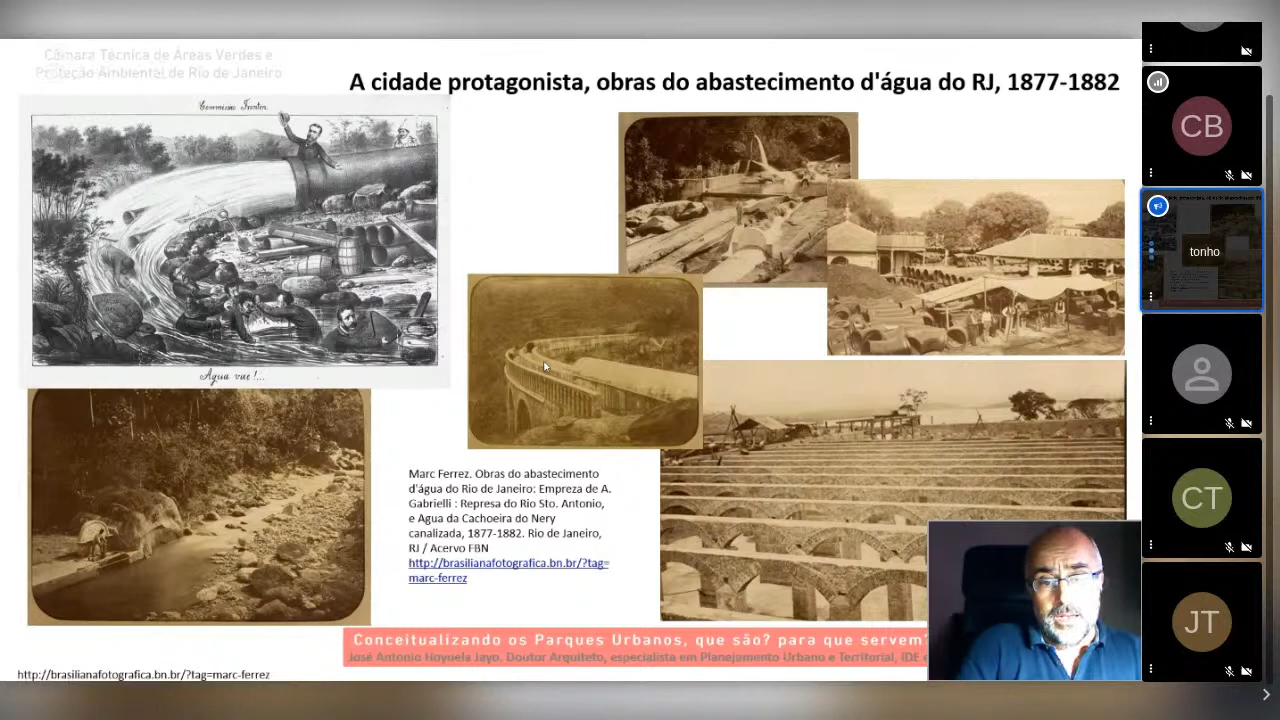 Câmara Técnica de Áreas Verdes e
Proteção Ambiental de Rio de Janeiro
A cidade protagonista, obras do abastecimento d'água do RJ, 1877-1882
Agua vae!...
Marc Ferrez. Obras do abastecimento
d'água do Rio de Janeiro: Empreza de A.
Gabrielli : Represa do Rio Sto. Antonio,
e Agua da Cachoeira do Nery
canalizada, 1877-1882. Rio de Janeiro,
RJ / Acervo FBN
http://brasilianafotografica.bn.br/?tag=
marc-ferrez
Conceitualizando os Parques Urbanos, que são? para que servem?
José Antonio Hoyuela Jayo. Doutor Arquiteto, especialista em Planejamento Urbano e Territorial, IDE
http://brasilianafotografica.bn.br/?tag=marc-ferrez
CB
tonho
CT
JT